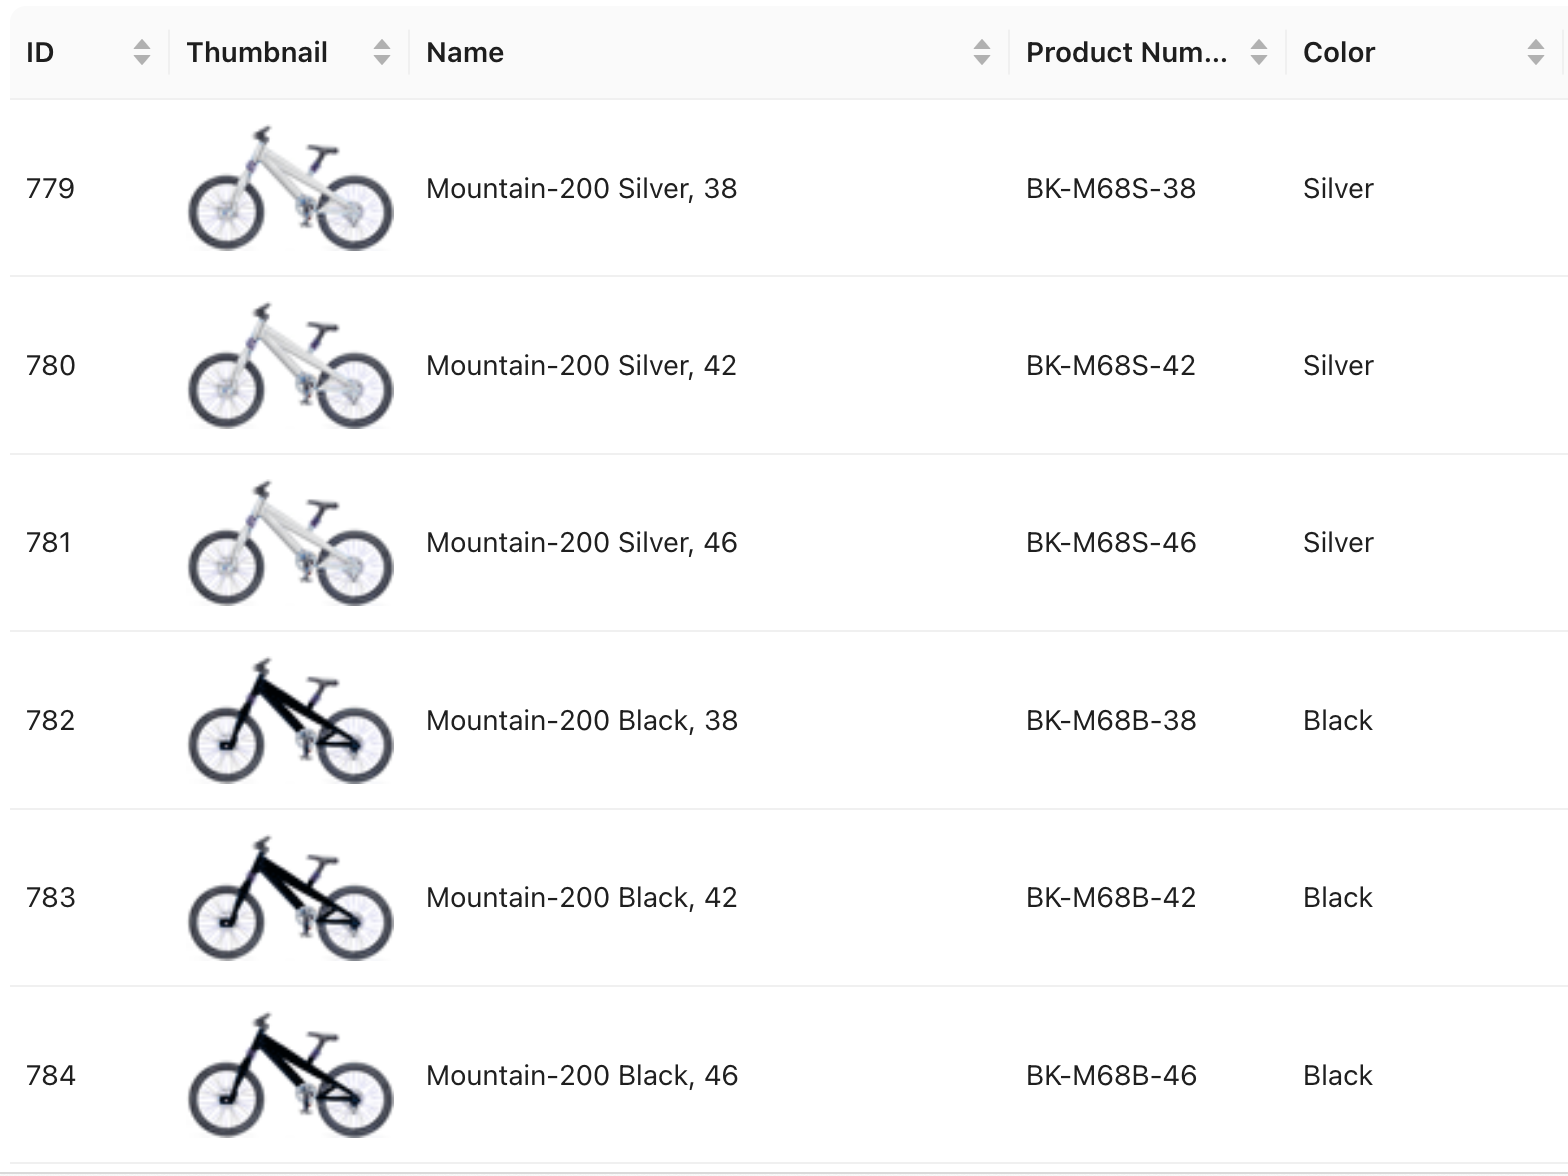 ID Thumbnail Name Product Num... Color
779 Mountain-200 Silver, 38 BK-M68S-38 Silver
780 Mountain-200 Silver, 42 BK-M68S-42 Silver
781 Mountain-200 Silver, 46 BK-M68S-46 Silver
782 Mountain-200 Black, 38 BK-M68B-38 Black
783 Mountain-200 Black, 42 BK-M68B-42 Black
784 Mountain-200 Black, 46 BK-M68B-46 Black